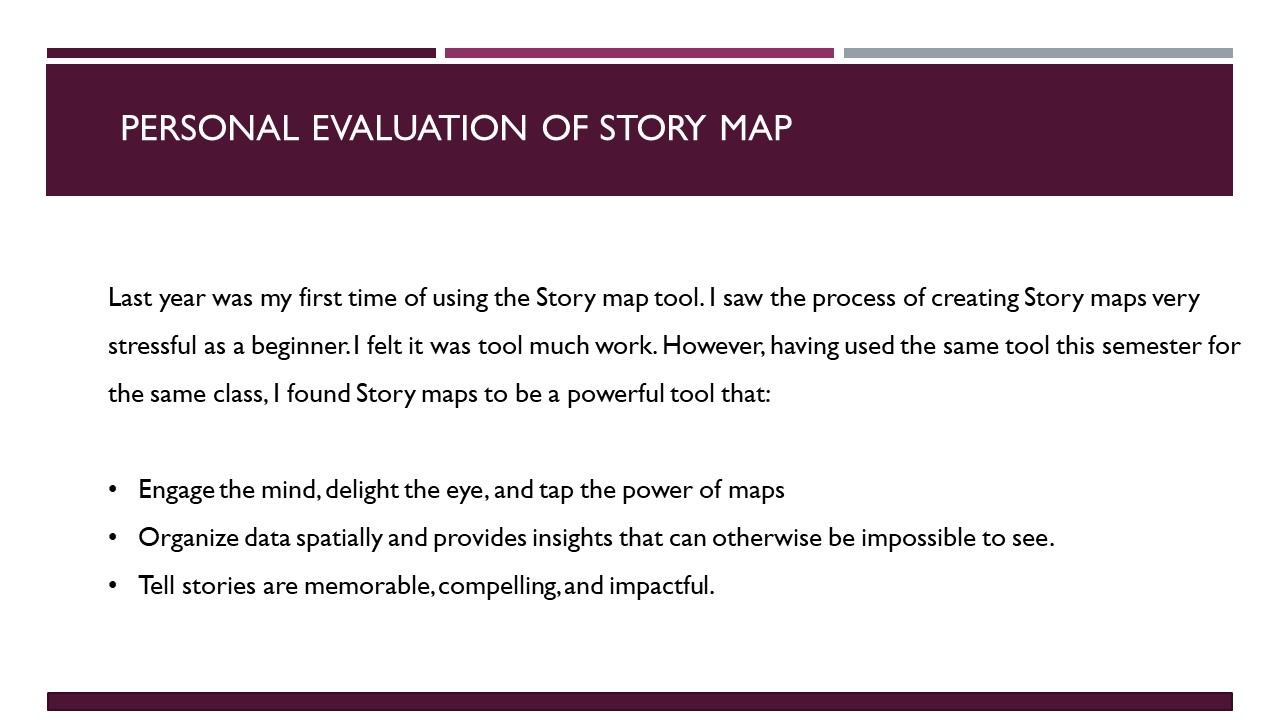 PERSONAL EVALUATION OF STORY MAP
Last year was my first time of using the Story map tool. I saw the process of creating Story maps very
stressful as a beginner. I felt it was tool much work. However, having used the same tool this semester for
the same class, I found Story maps to be a powerful tool that:
• Engage the mind, delight the eye, and tap the power of maps
• Organize data spatially and provides insights that can otherwise be impossible to see.
• Tell stories are memorable, compelling, and impactful.